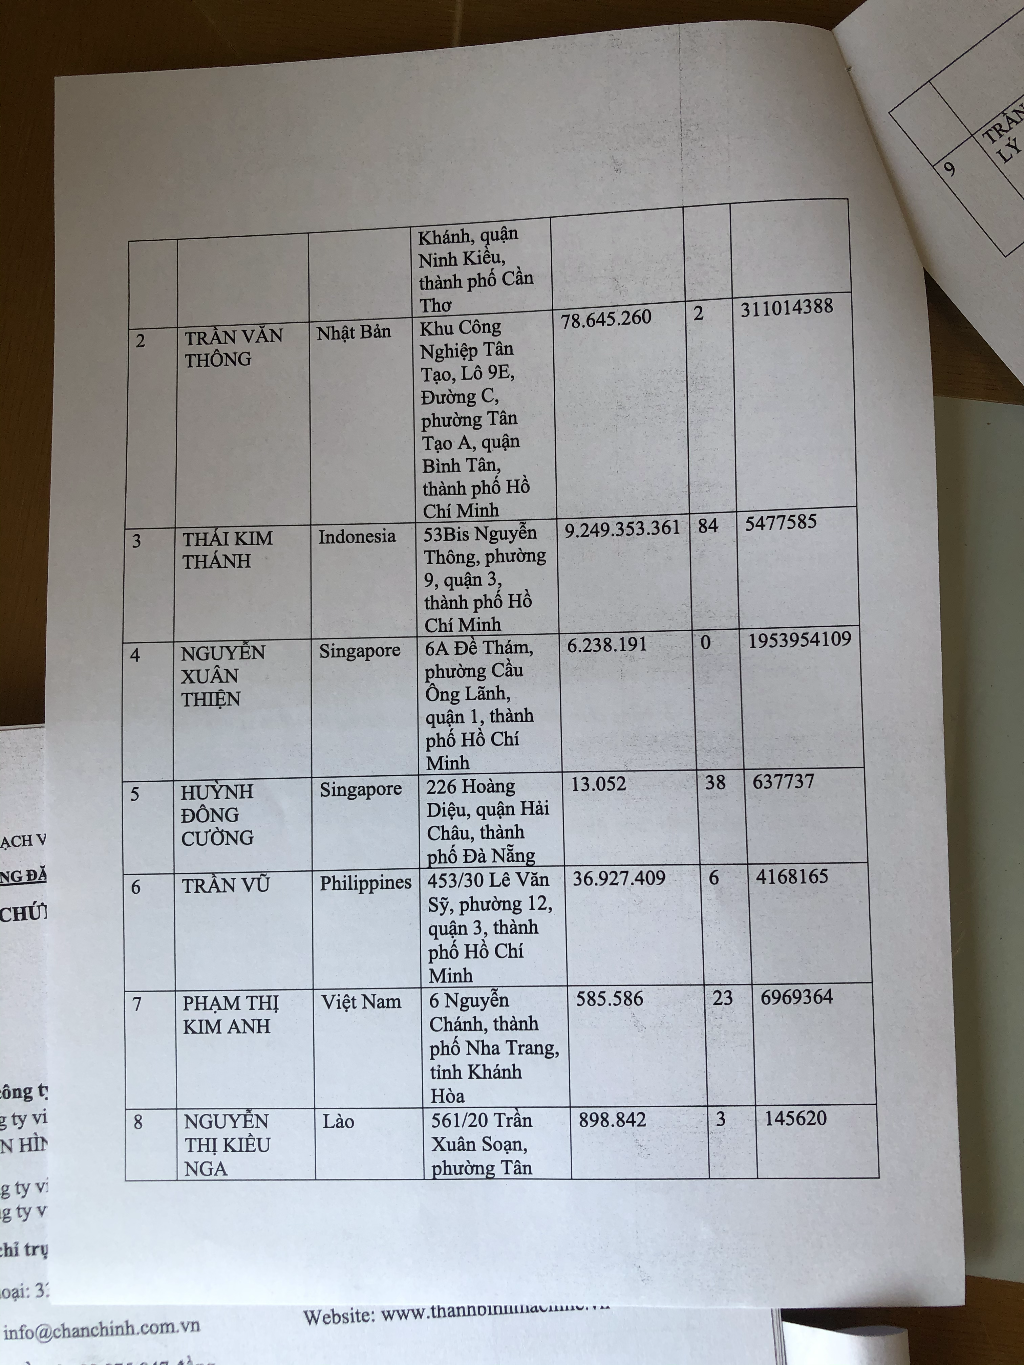 Khánh, quận
Ninh Kiều,
thành phố Cần
Thơ
2 TRẦN VĂN THÔNG Nhật Bản Khu Công 78.645.260 2 311014388
Nghiệp Tân
Tạo, Lô 9E,
Đường C,
phường Tân
Tạo A, quận
Bình Tân,
thành phố Hồ
Chí Minh
3 THÁI KIM THÁNH Indonesia 53Bis Nguyễn 9.249.353.361 84 5477585
Thông, phường
9, quận 3,
thành phố Hồ
Chí Minh
4 NGUYỄN XUÂN THIỆN Singapore 6A Đề Thám, 6.238.191 0 1953954109
phường Cầu
Ông Lãnh,
quận 1, thành
phố Hồ Chí
Minh
5 HUỲNH ĐÔNG CƯỜNG Singapore 226 Hoàng 13.052 38 637737
Diệu, quận Hải
Châu, thành
phố Đà Nẵng
6 TRẦN VŨ Philippines 453/30 Lê Văn 36.927.409 6 4168165
Sỹ, phường 12,
quận 3, thành
phố Hồ Chí
Minh
7 PHẠM THỊ KIM ANH Việt Nam 6 Nguyễn 585.586 23 6969364
Chánh, thành
phố Nha Trang,
tỉnh Khánh
Hòa
8 NGUYỄN THỊ KIỀU NGA Lào 561/20 Trần 898.842 3 145620
Xuân Soạn,
phường Tân
9 TRẦN
LÝ
ẠCH V
NG ĐĂ
CHỨ
công ty
g ty vi
N HÌN
g ty vi
g ty v
chỉ trụ
oại: 3
Website:
info@chanchinh.com.vn